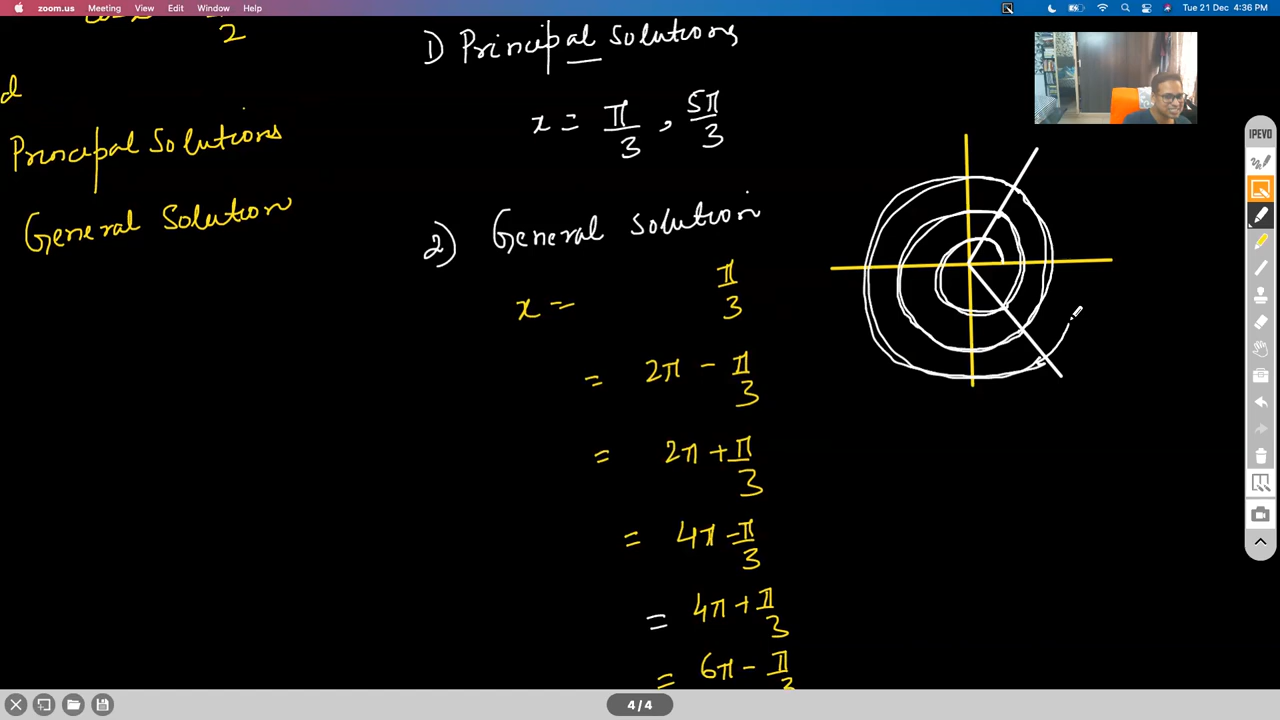 zoom.us Meeting View Edit Window Help Tue 21 Dec 4:36 PM
2
d
Principal Solutions
General Solution
1) Principal Solutions
x = π/3 , 5π/3
2) General Solution
x = π/3
= 2π - π/3
= 2π + π/3
= 4π - π/3
= 4π + π/3
= 6π - π/3
IPEVO
4/4